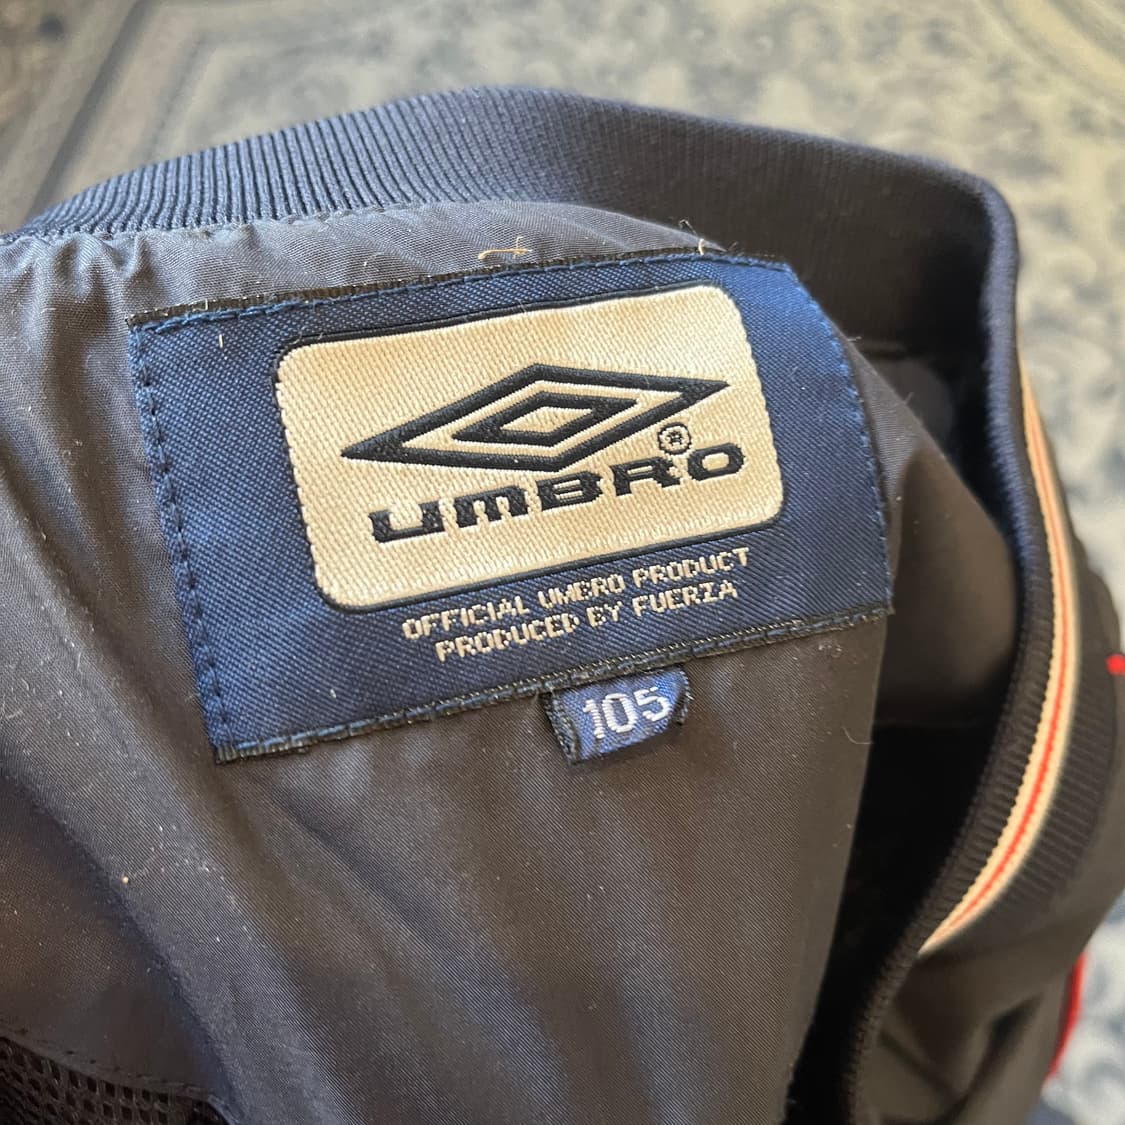 UMBRO®
OFFICIAL UMBRO PRODUCT
PRODUCED BY FUERZA
105